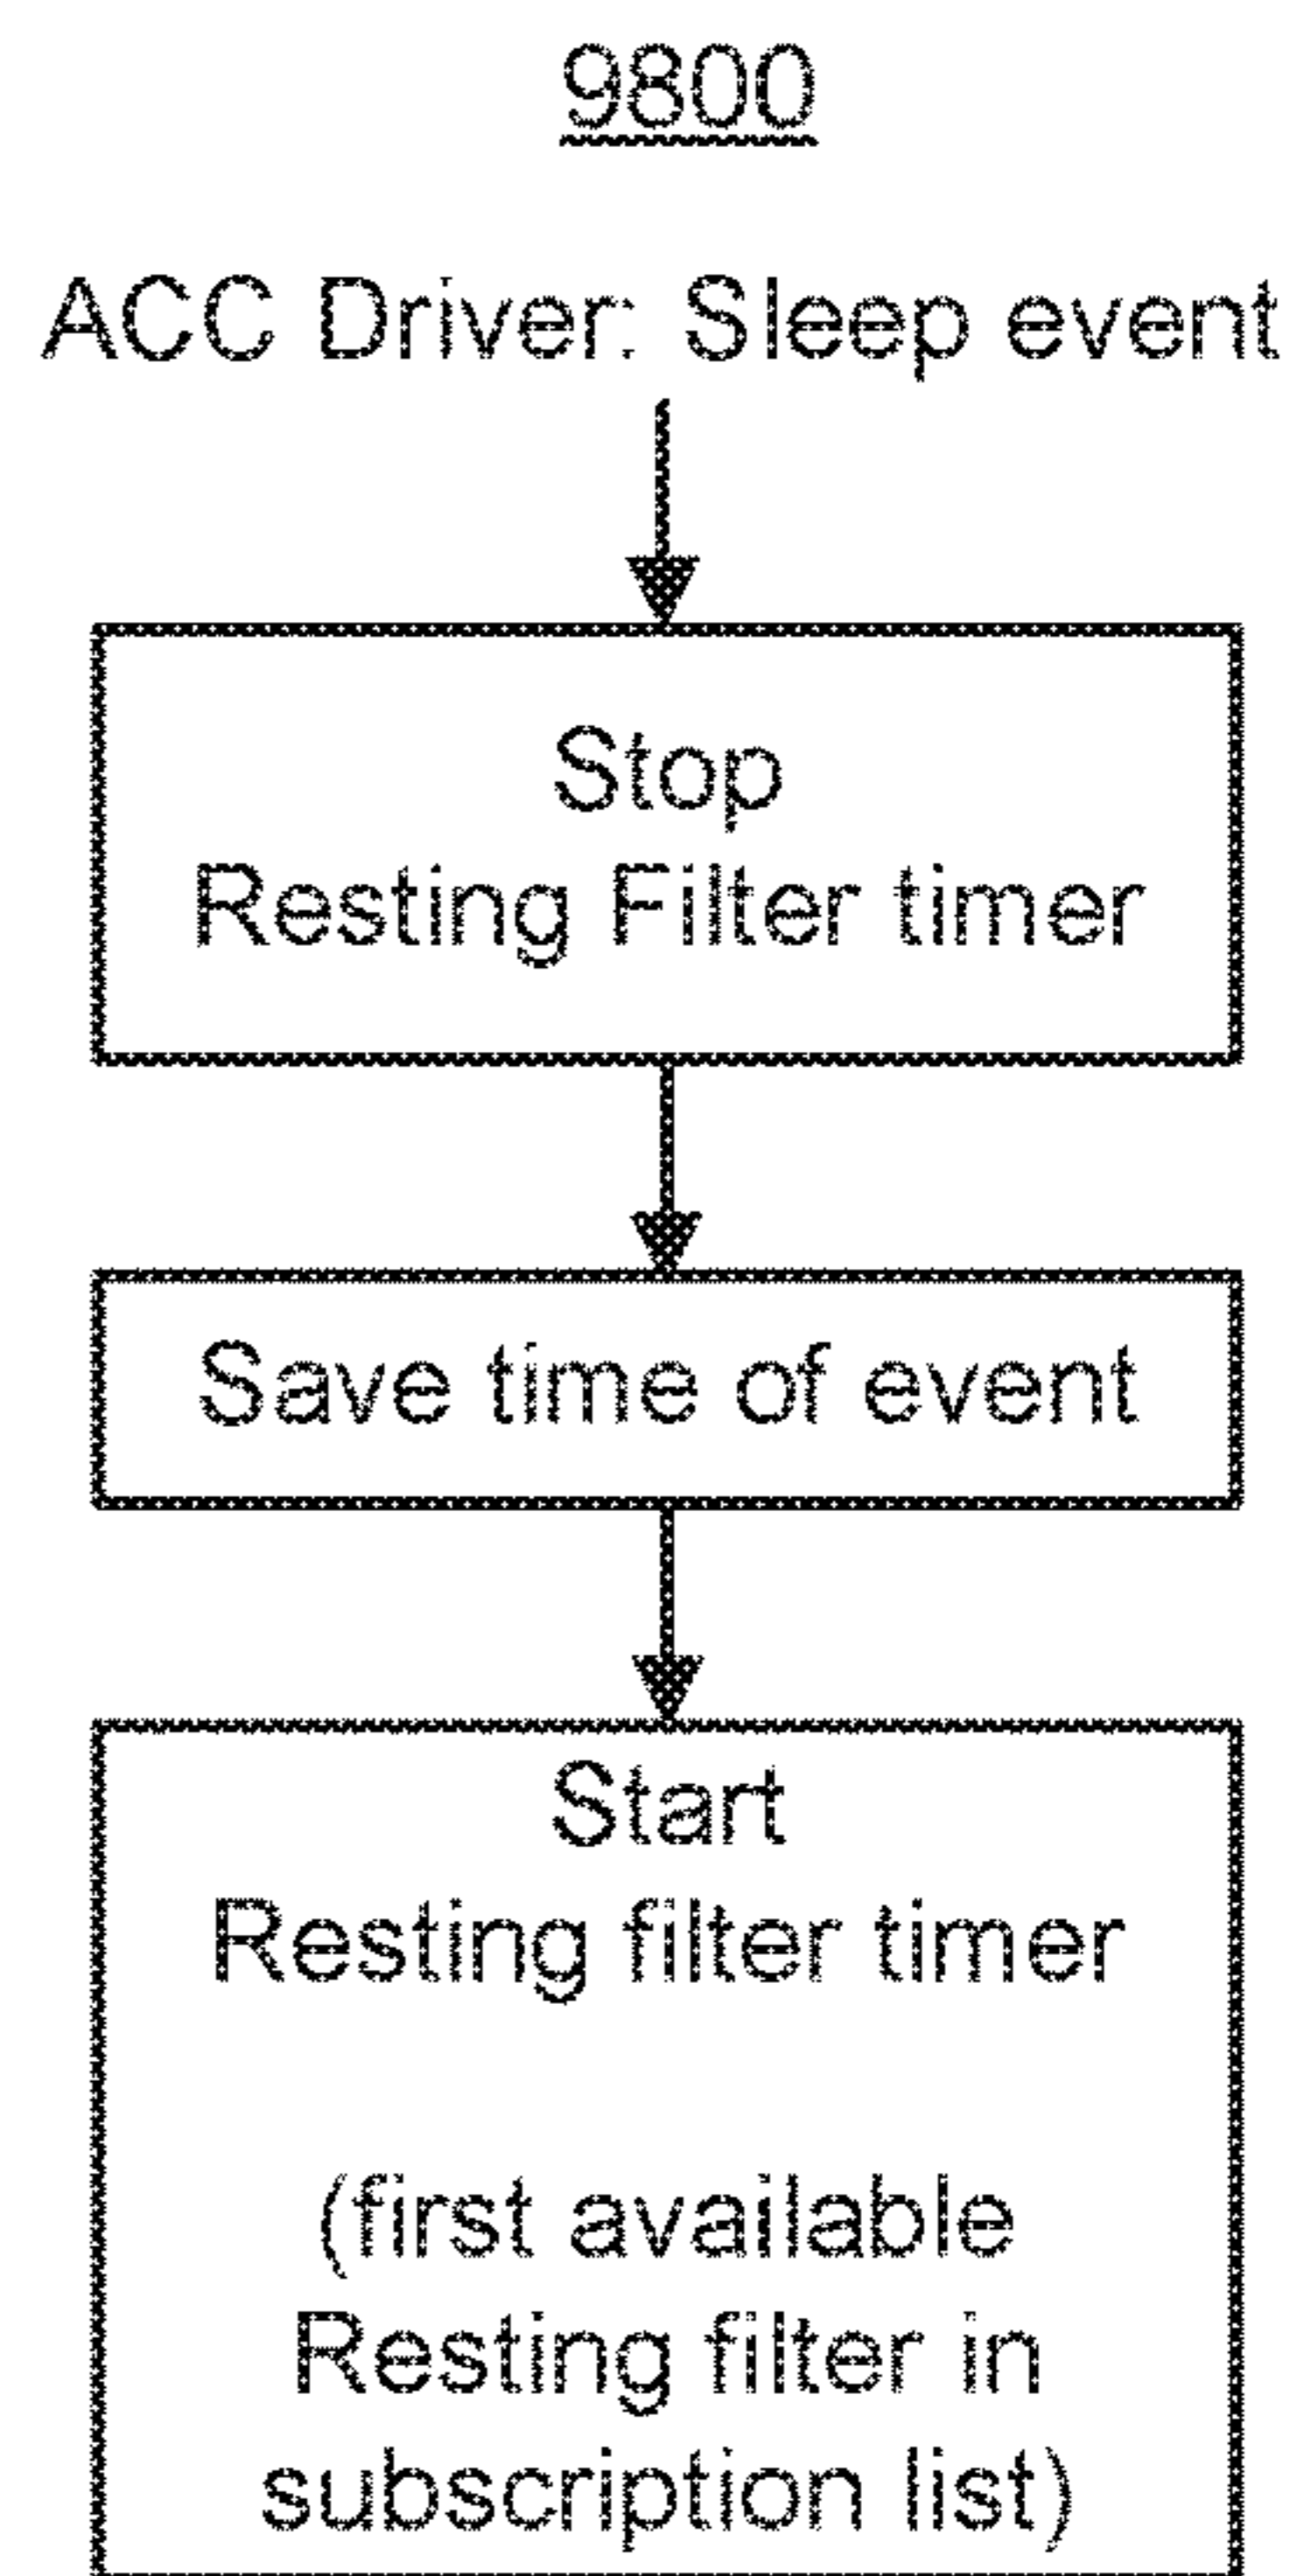 9800
ACC Driver: Sleep event
Stop
Resting Filter timer
Save time of event
Start
Resting filter timer
(first available
Resting filter in
subscription list)